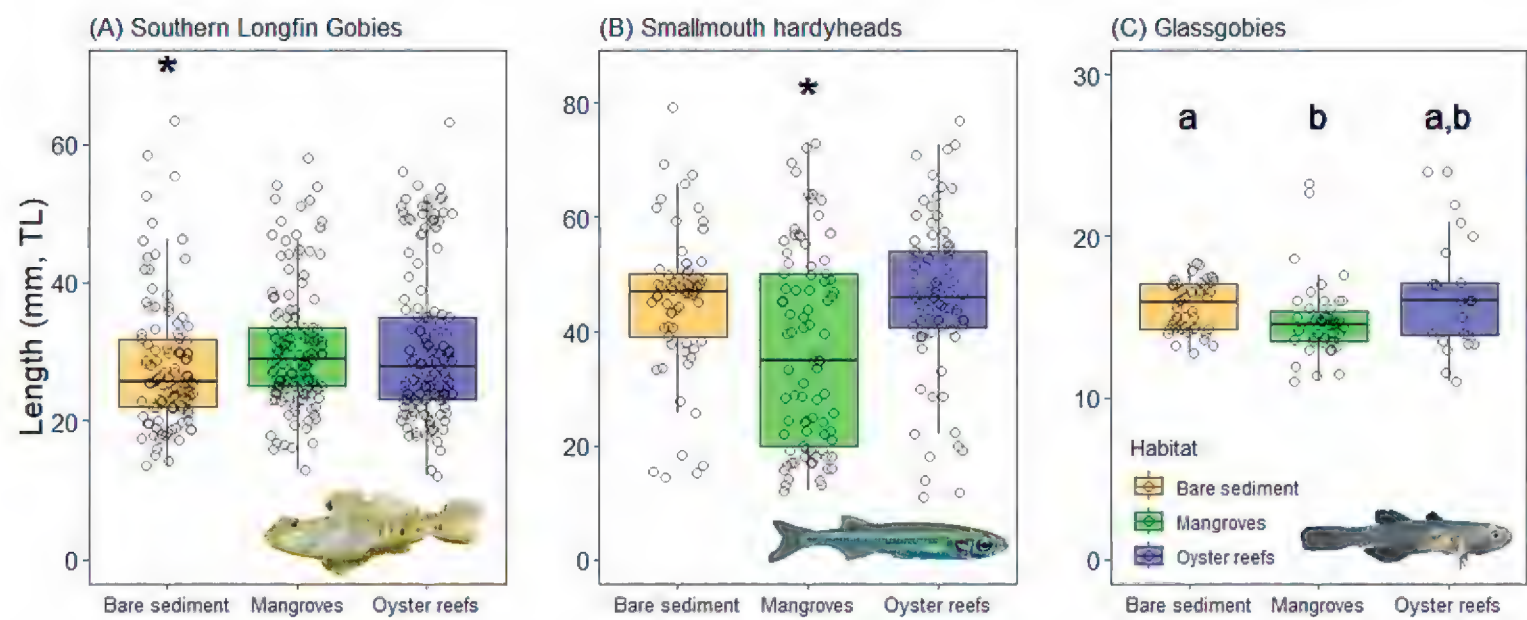 (A) Southern Longfin Gobies
(B) Smallmouth hardyheads
(C) Glassgobies
Length (mm, TL)
*
60
40
20
0
Bare sediment Mangroves Oyster reefs
*
80
60
40
20
0
Bare sediment Mangroves Oyster reefs
30
20
10
0
a b a,b
Habitat
Bare sediment
Mangroves
Oyster reefs
Bare sediment Mangroves Oyster reefs